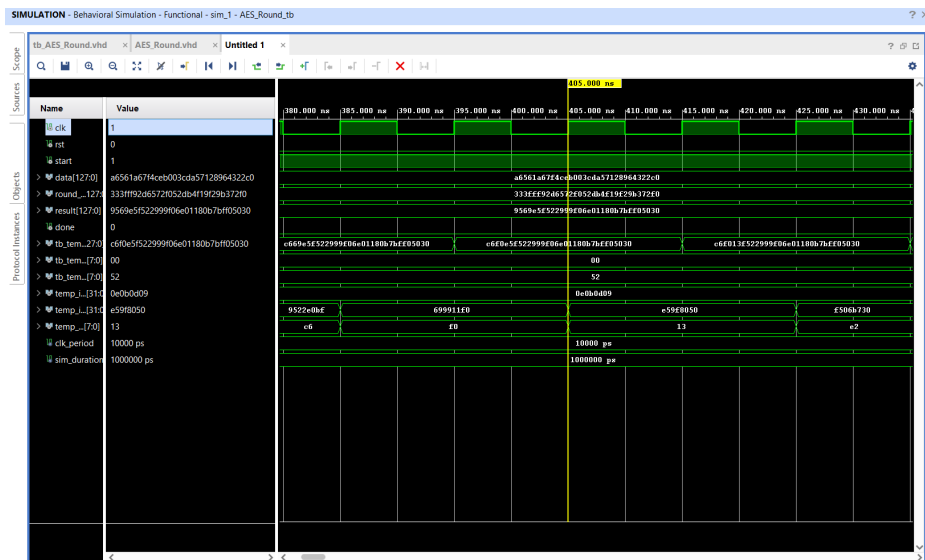 SIMULATION - Behavioral Simulation - Functional - sim_1 - AES_Round_tb ?
tb_AES_Round.vhd × AES_Round.vhd × Untitled 1 × ?
Scope
Sources
Objects
Protocol Instances
405.000 ns
Name Value 380.000 ns 385.000 ns 390.000 ns 395.000 ns 400.000 ns 405.000 ns 410.000 ns 415.000 ns 420.000 ns 425.000 ns 430.000 ns
clk 1
rst 0
start 1
> data[127:0] a6561a67f4ceb003cda57128964322c0 a6561a67f4ceb003cda57128964322c0
> round_...127:0 333fff92d6572f052db4f19f29b372f0 333fff92d6572f052db4f19f29b372f0
> result[127:0] 9569e5f522999f06e01180b7bff05030 9569e5f522999f06e01180b7bff05030
done 0
> tb_tem...27:0] c6f0e5f522999f06e01180b7bff05030 c669e5f522999f06e01180b7bff05030 c6f0e5f522999f06e01180b7bff05030 c6f013f522999f06e01180b7bff05030
> tb_tem...[7:0] 00 00
> tb_tem...[7:0] 52 52
> temp_i...[31:0 0e0b0d09 0e0b0d09
> temp_i...[31:0 e59f8050 9522e0bf 699911f0 e59f8050 f506b730
> temp_...[7:0] 13 c6 f0 13 e2
clk_period 10000 ps 10000 ps
sim_duration 1000000 ps 1000000 ps